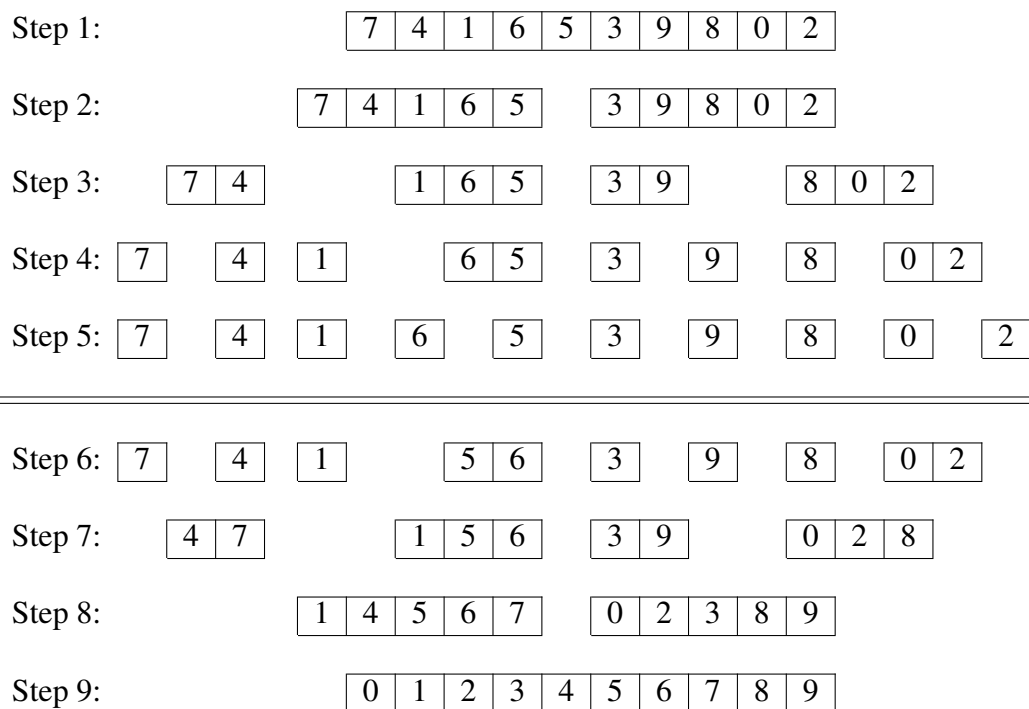 Step 1: 7 4 1 6 5 3 9 8 0 2
Step 2: 7 4 1 6 5 3 9 8 0 2
Step 3: 7 4 1 6 5 3 9 8 0 2
Step 4: 7 4 1 6 5 3 9 8 0 2
Step 5: 7 4 1 6 5 3 9 8 0 2
Step 6: 7 4 1 5 6 3 9 8 0 2
Step 7: 4 7 1 5 6 3 9 0 2 8
Step 8: 1 4 5 6 7 0 2 3 8 9
Step 9: 0 1 2 3 4 5 6 7 8 9